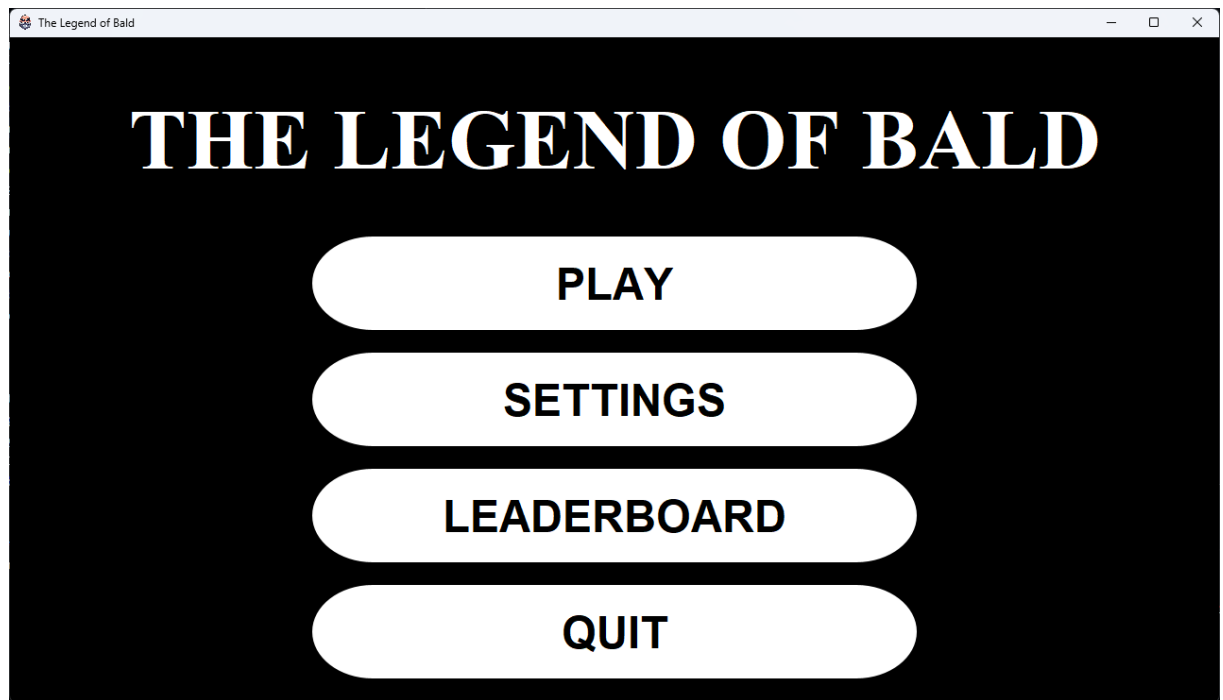 The Legend of Bald
THE LEGEND OF BALD
PLAY
SETTINGS
LEADERBOARD
QUIT